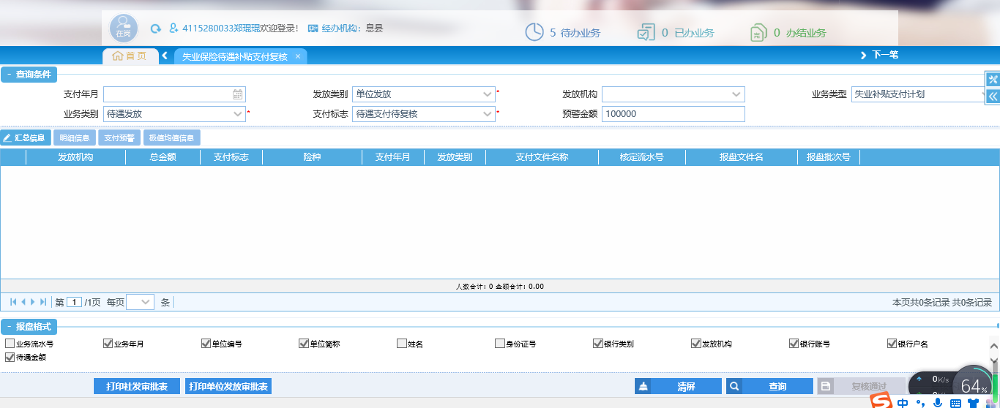 在岗 4115280033郑琨琨欢迎登录! 经办机构: 息县 5 待办业务 0 已办业务 完 0 办结业务
首页 失业保险待遇补贴支付复核 × 下一笔
- 查询条件
支付年月 发放类别 单位发放 * 发放机构 业务类型 失业补贴支付计划
业务类别 待遇发放 * 支付标志 待遇支付待复核 * 预警金额 100000
汇总信息 明细信息 支付预警 极值均值信息
发放机构 总金额 支付标志 险种 支付年月 发放类别 支付文件名称 核定流水号 报盘文件名 报盘批次号
人数合计: 0 金额合计: 0.00
第 1 /1页 每页 条 本页共0条记录 共0条记录
- 报盘格式
业务流水号 业务年月 单位编号 单位简称 姓名 身份证号 银行类别 发放机构 银行账号 银行户名
待遇金额
打印社发审批表 打印单位发放审批表 清屏 查询 复核通过
0K/s
0K/s
64%
S 中